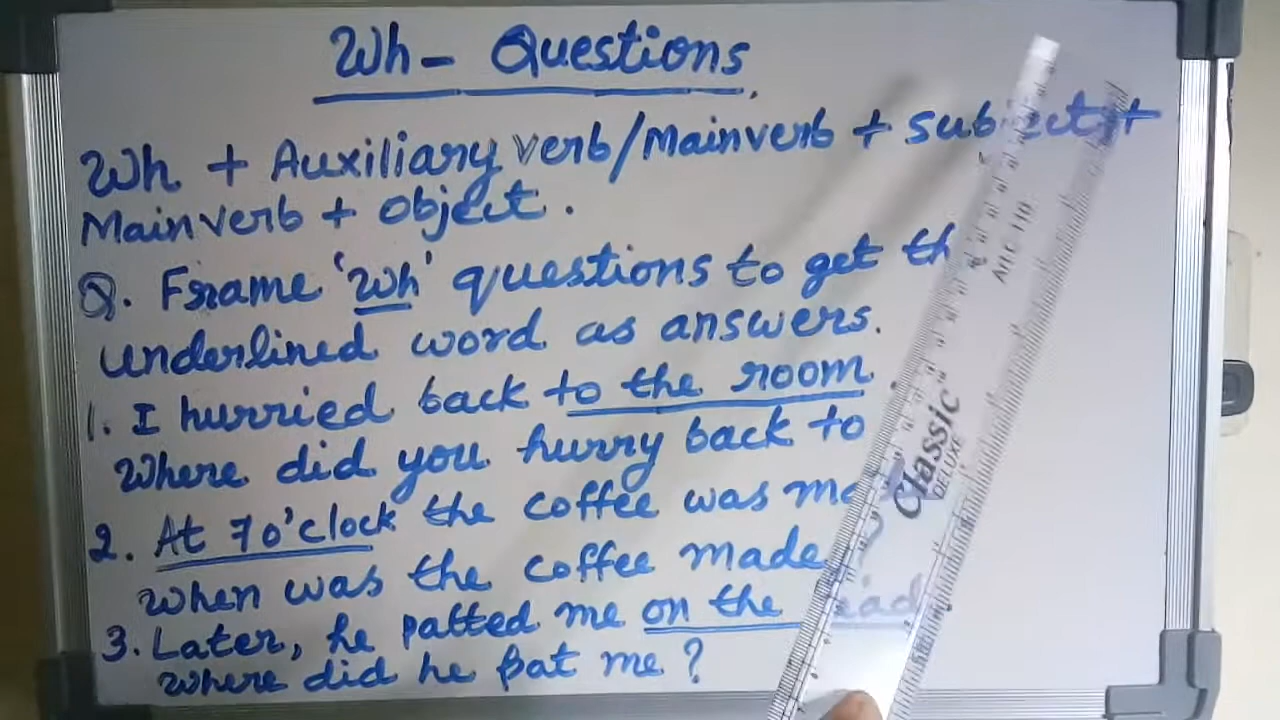 Wh - Questions.
Wh + Auxiliary verb/Mainverb + subject +
Mainverb + Object.
Q. Frame 'Wh' questions to get
underlined word as answers.
1. I hurried back to the room.
Where did you hurry back to
2. At 7o'clock the coffee was
When was the coffee made?
3. Later, he patted me on the head
Where did he pat me?
Classic
DELUXE